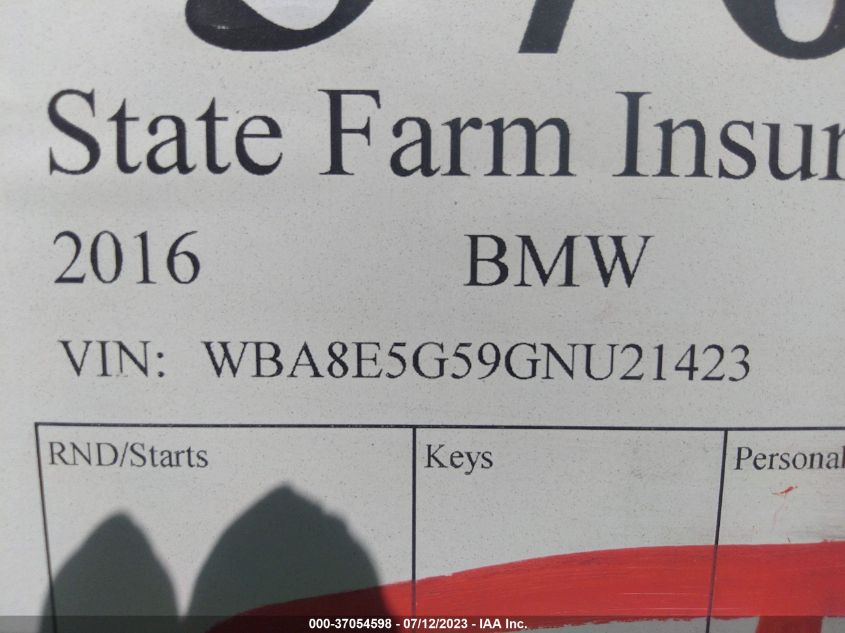 State Farm Insur
2016 BMW
VIN: WBA8E5G59GNU21423
RND/Starts Keys Personal
000-37054598 - 07/12/2023 - IAA Inc.